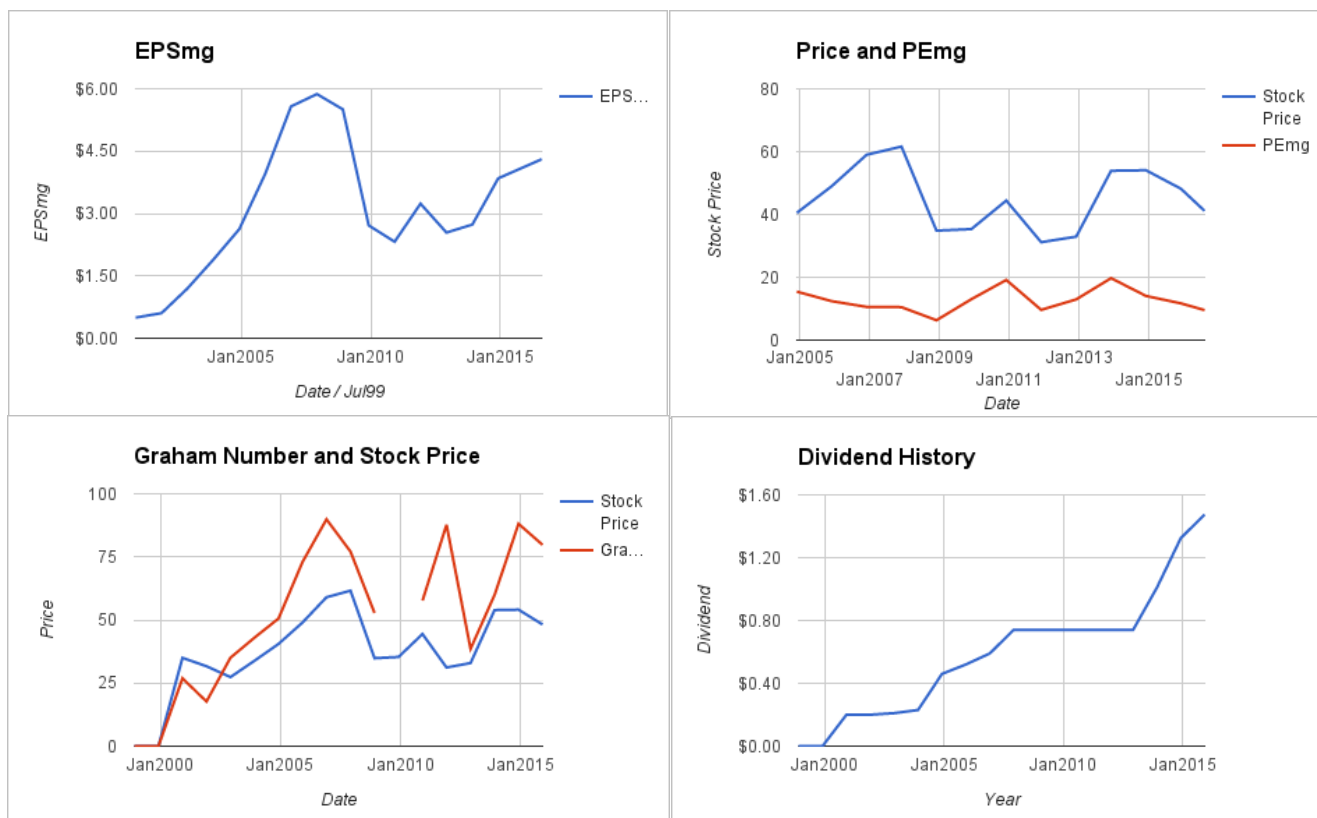 EPSmg
$6.00
$4.50
$3.00
$1.50
$0.00
EPSmg
Jan2005
Jan2010
Jan2015
Date / Jul99
EPS…
Price and PEmg
80
60
40
20
0
Stock Price
Jan2005
Jan2009
Jan2013
Jan2007
Jan2011
Jan2015
Date
Stock
Price
PEmg
Graham Number and Stock Price
100
75
50
25
0
Price
Jan2000
Jan2005
Jan2010
Jan2015
Date
Stock
Price
Gra…
Dividend History
$1.60
$1.20
$0.80
$0.40
$0.00
Dividend
Jan2000
Jan2005
Jan2010
Jan2015
Year